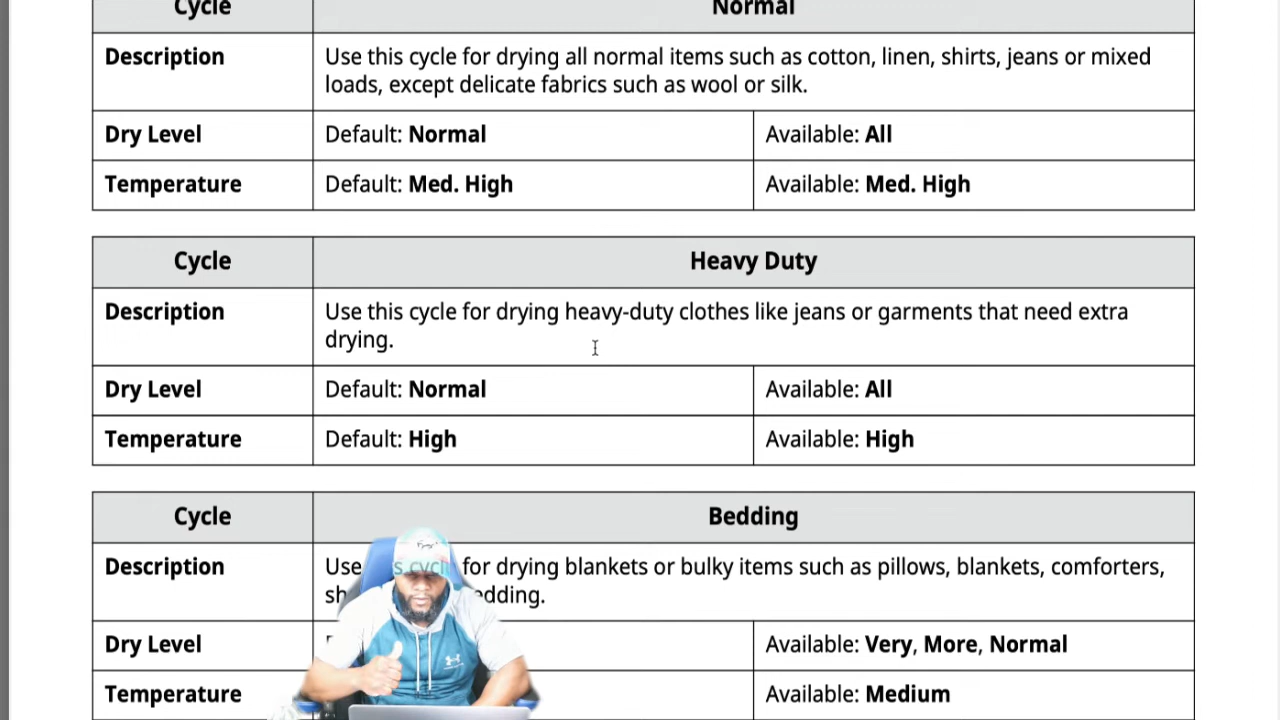 Cycle Normal
Description Use this cycle for drying all normal items such as cotton, linen, shirts, jeans or mixed
loads, except delicate fabrics such as wool or silk.
Dry Level Default: Normal Available: All
Temperature Default: Med. High Available: Med. High
Cycle Heavy Duty
Description Use this cycle for drying heavy-duty clothes like jeans or garments that need extra
drying.
Dry Level Default: Normal Available: All
Temperature Default: High Available: High
Cycle Bedding
Description Use cycle for drying blankets or bulky items such as pillows, blankets, comforters,
Dry Level Available: Very, More, Normal
Temperature Available: Medium